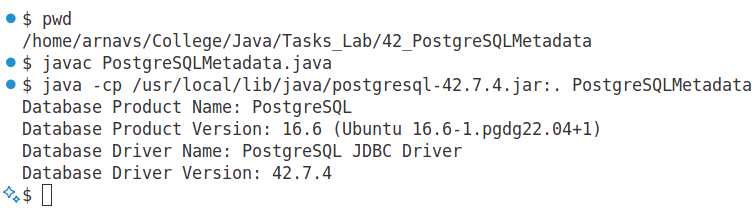 $ pwd
/home/arnavs/College/Java/Tasks_Lab/42_PostgreSQLMetadata
$ javac PostgreSQLMetadata.java
$ java -cp /usr/local/lib/java/postgresql-42.7.4.jar:. PostgreSQLMetadata
Database Product Name: PostgreSQL
Database Product Version: 16.6 (Ubuntu 16.6-1.pgdg22.04+1)
Database Driver Name: PostgreSQL JDBC Driver
Database Driver Version: 42.7.4
$